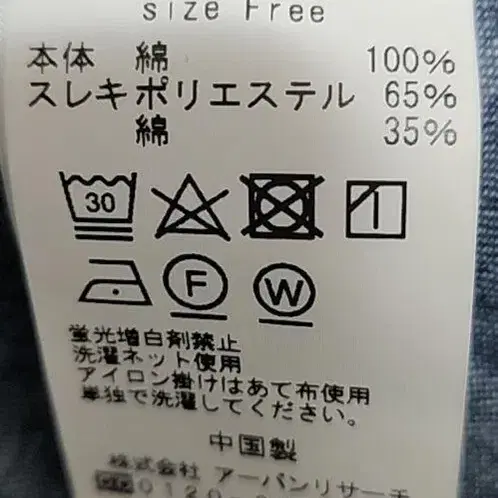 size Free
本体 綿 100%
スレキポリエステル 65%
綿 35%
30
F W
蛍光増白剤禁止
洗濯ネット使用
アイロン掛けはあて布使用
単独で洗濯してください。
中国製
株式会社 アーバンリサーチ
0120